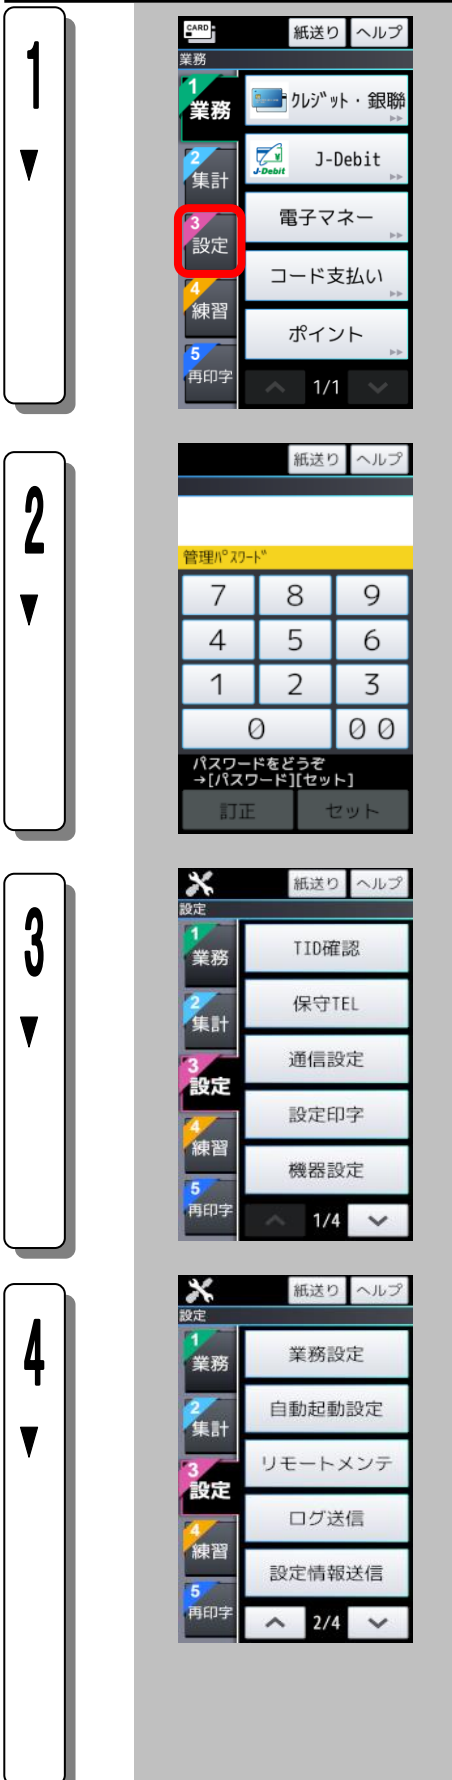 1
▼
CARD
紙送り ヘルプ
業務
1 業務
クレジット・銀聯
2 集計
J-Debit J-Debit
3 設定
電子マネー
4 練習
コード支払い
5 再印字
ポイント
1/1
2
▼
紙送り ヘルプ
管理パスワード
7 8 9
4 5 6
1 2 3
0 00
パスワードをどうぞ
→[パスワード][セット]
訂正 セット
3
▼
紙送り ヘルプ
設定
1 業務
TID確認
2 集計
保守TEL
3 設定
通信設定
4 練習
設定印字
5 再印字
機器設定
1/4
4
▼
紙送り ヘルプ
設定
1 業務
業務設定
2 集計
自動起動設定
3 設定
リモートメンテ
4 練習
ログ送信
5 再印字
設定情報送信
2/4